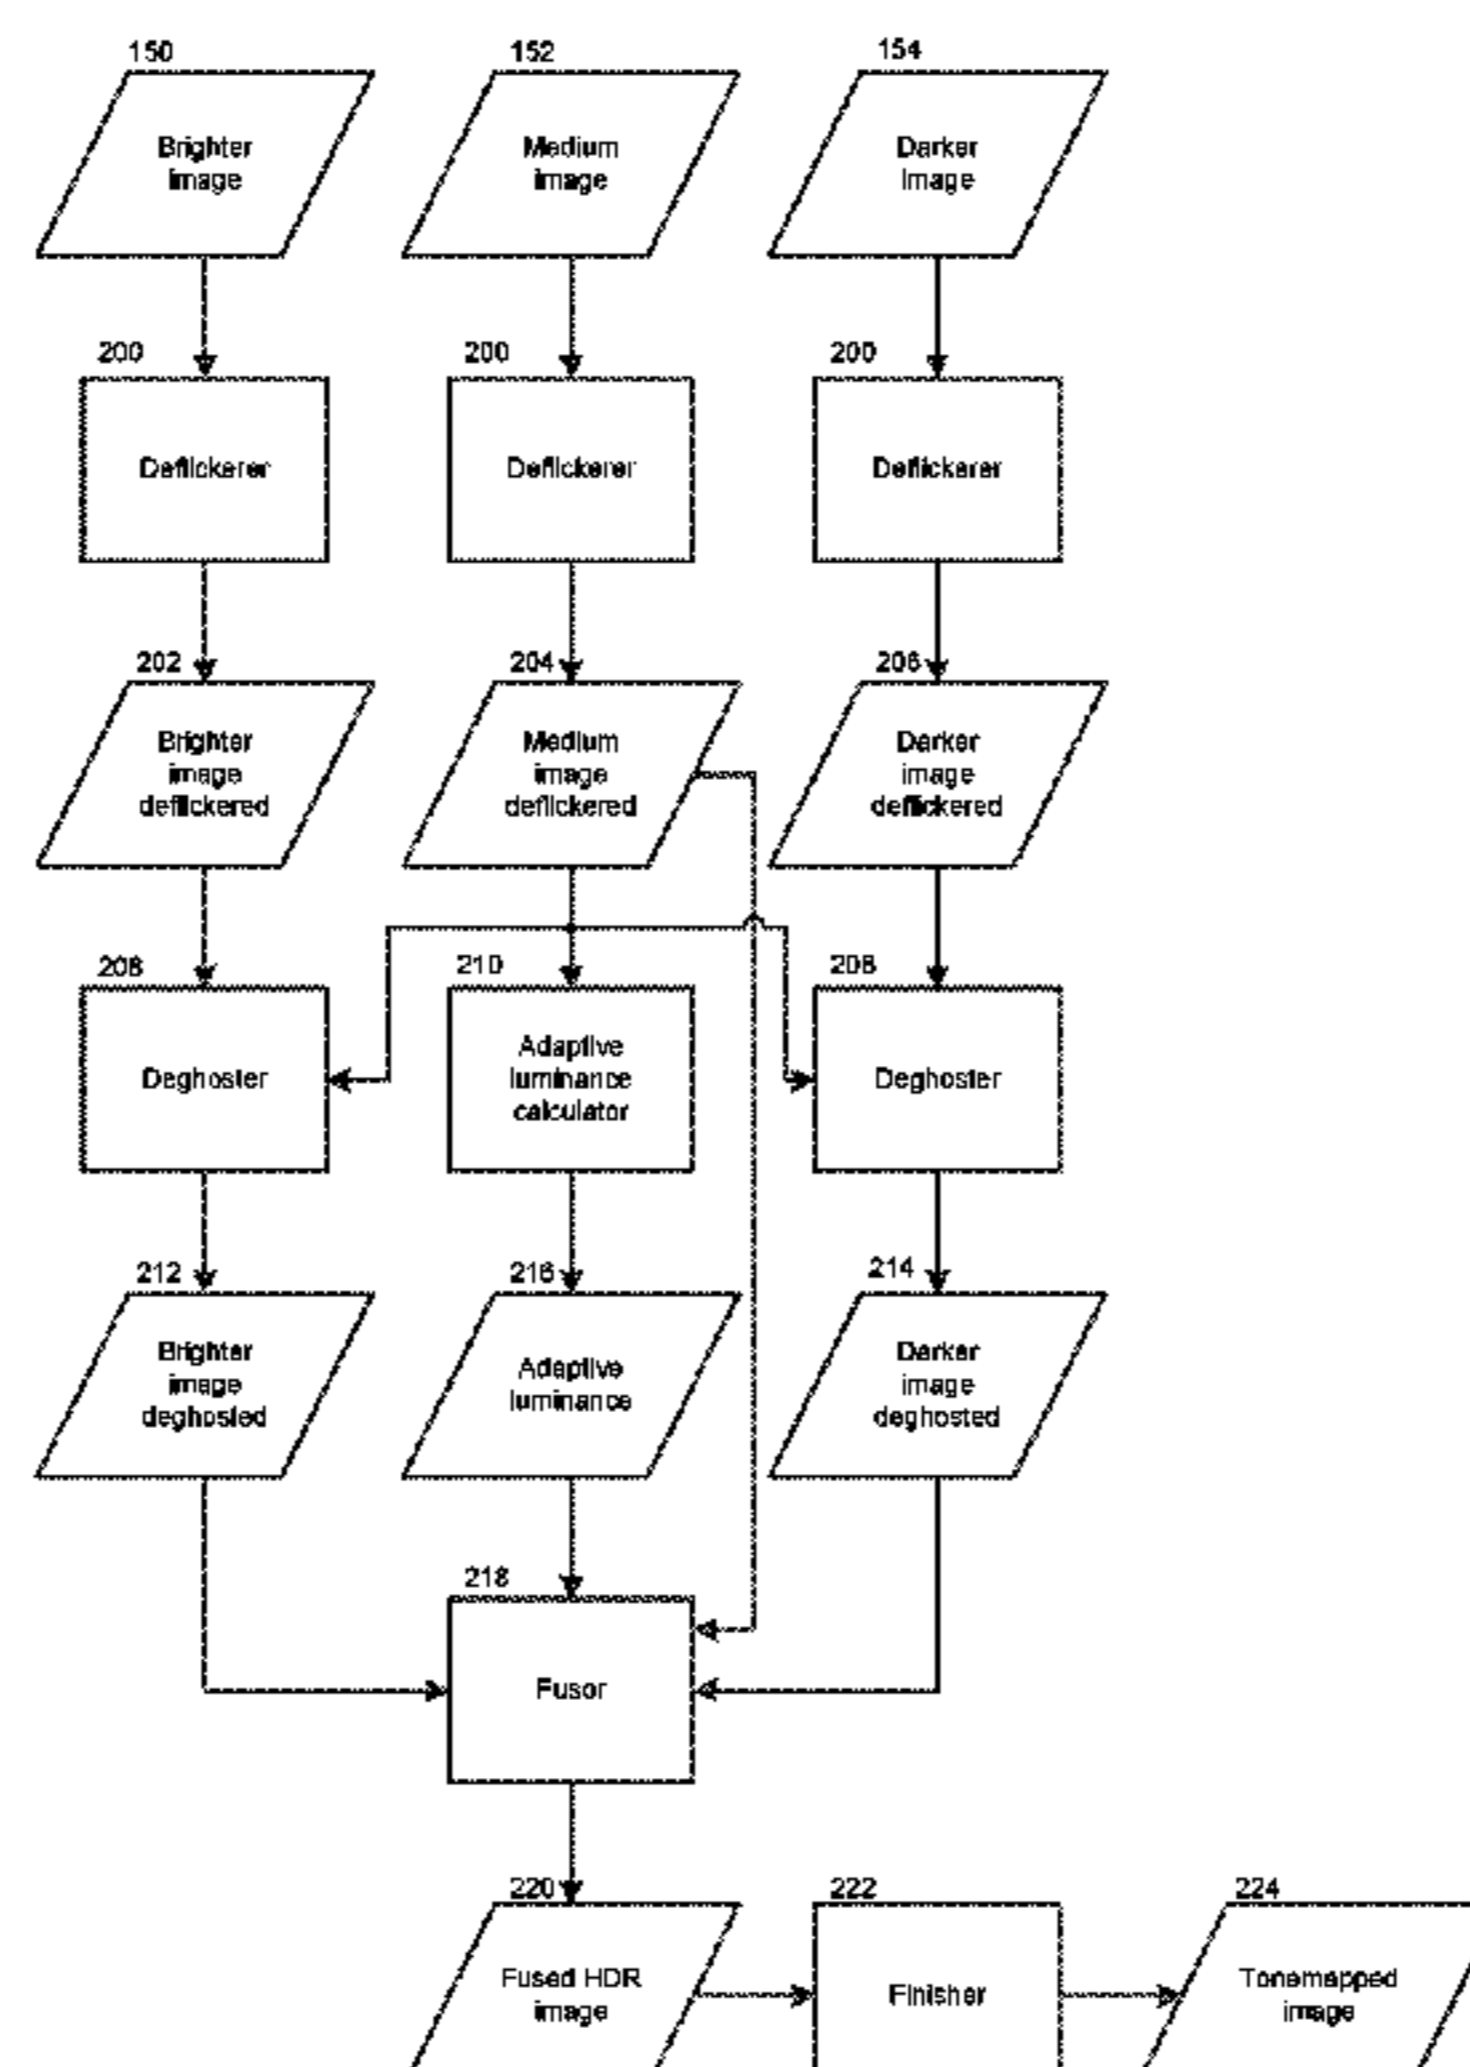 150
152
154
Brighter
image
Medium
image
Darker
image
200
200
200
Deflickerer
Deflickerer
Deflickerer
202
204
206
Brighter
image
deflickered
Medium
image
deflickered
Darker
image
deflickered
208
210
208
Deghoster
Adaptive
luminance
calculator
Deghoster
212
216
214
Brighter
image
deghosted
Adaptive
luminance
Darker
image
deghosted
218
Fusor
220
222
224
Fused HDR
image
Finisher
Tonemapped
image